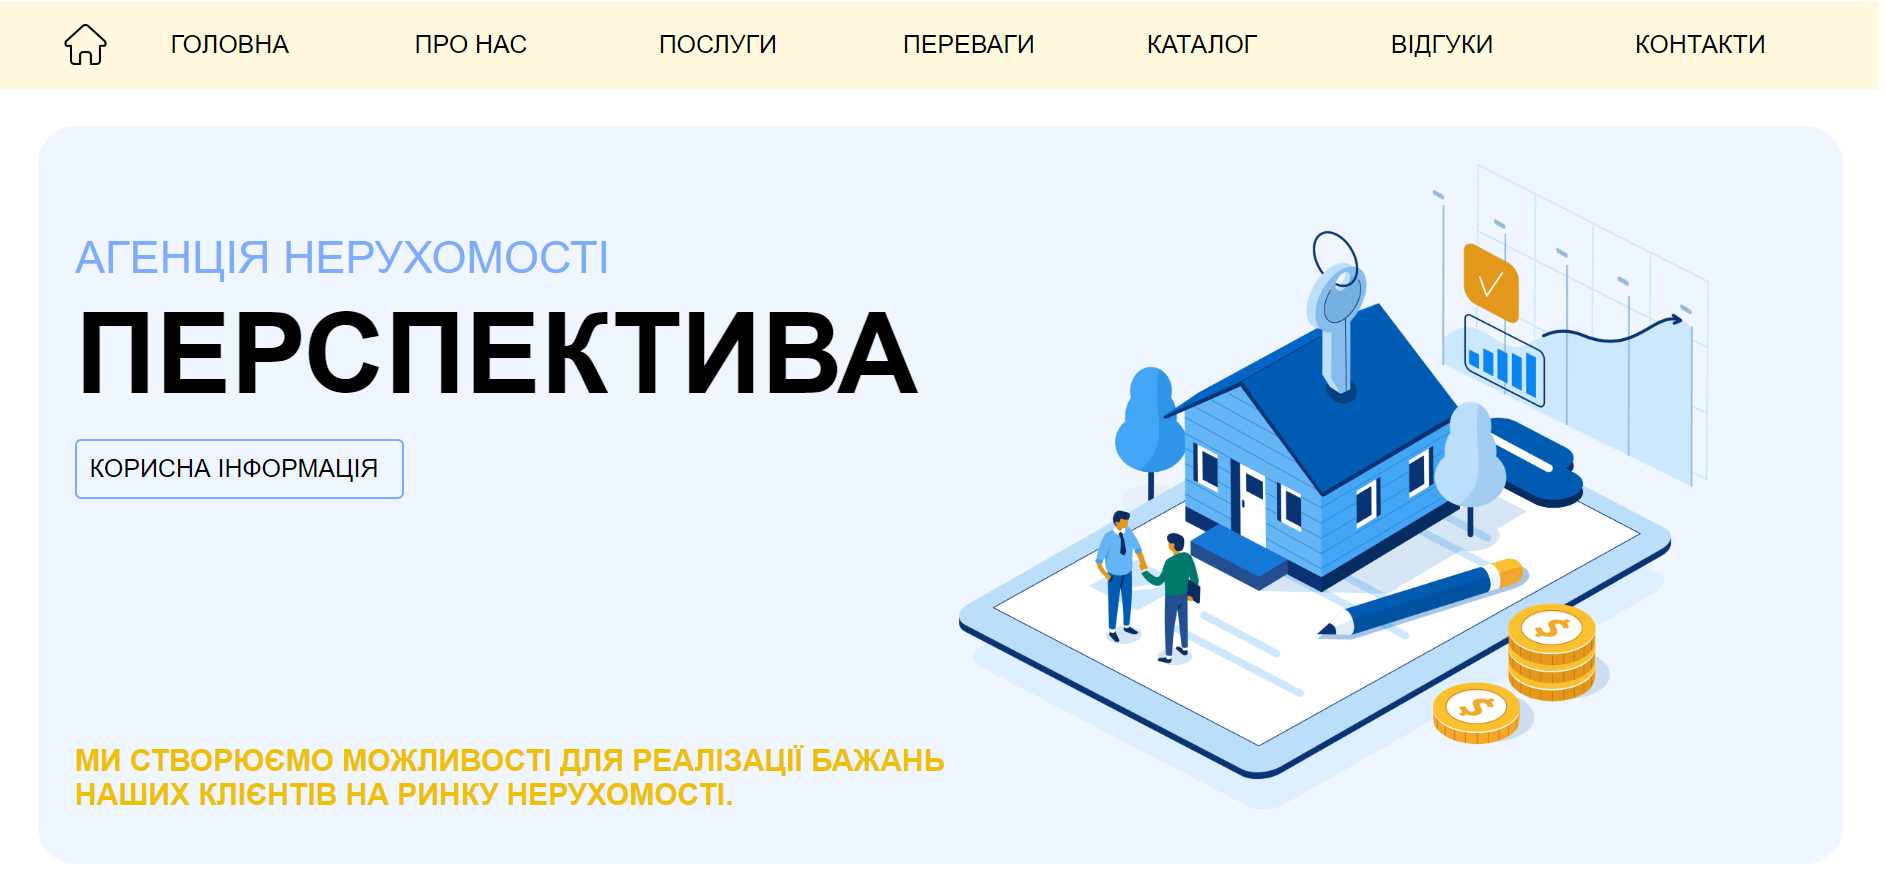 ГОЛОВНА ПРО НАС ПОСЛУГИ ПЕРЕВАГИ КАТАЛОГ ВІДГУКИ КОНТАКТИ
АГЕНЦІЯ НЕРУХОМОСТІ
ПЕРСПЕКТИВА
КОРИСНА ІНФОРМАЦІЯ
МИ СТВОРЮЄМО МОЖЛИВОСТІ ДЛЯ РЕАЛІЗАЦІЇ БАЖАНЬ
НАШИХ КЛІЄНТІВ НА РИНКУ НЕРУХОМОСТІ.